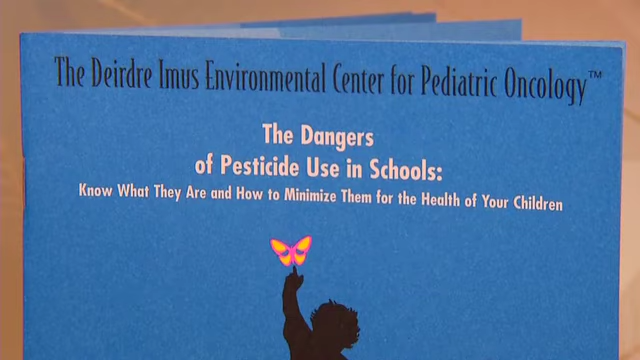 The Deirdre Imus Environmental Center for Pediatric Oncology™
The Dangers
of Pesticide Use in Schools:
Know What They Are and How to Minimize Them for the Health of Your Children